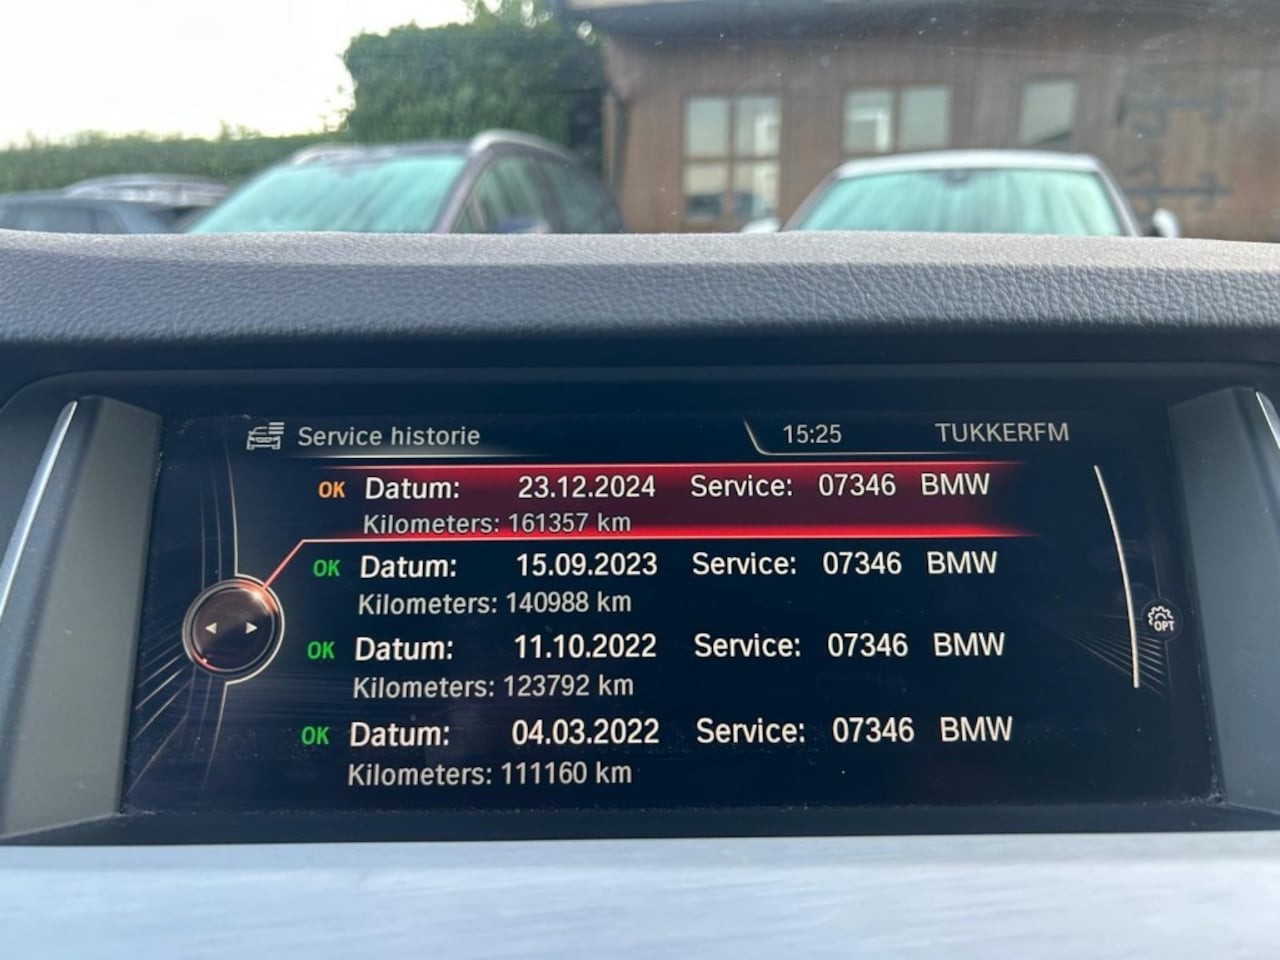 Service historie 15:25 TUKKERFM
OK Datum: 23.12.2024 Service: 07346 BMW
Kilometers: 161357 km
OK Datum: 15.09.2023 Service: 07346 BMW
Kilometers: 140988 km
OK Datum: 11.10.2022 Service: 07346 BMW
Kilometers: 123792 km
OK Datum: 04.03.2022 Service: 07346 BMW
Kilometers: 111160 km
OPT